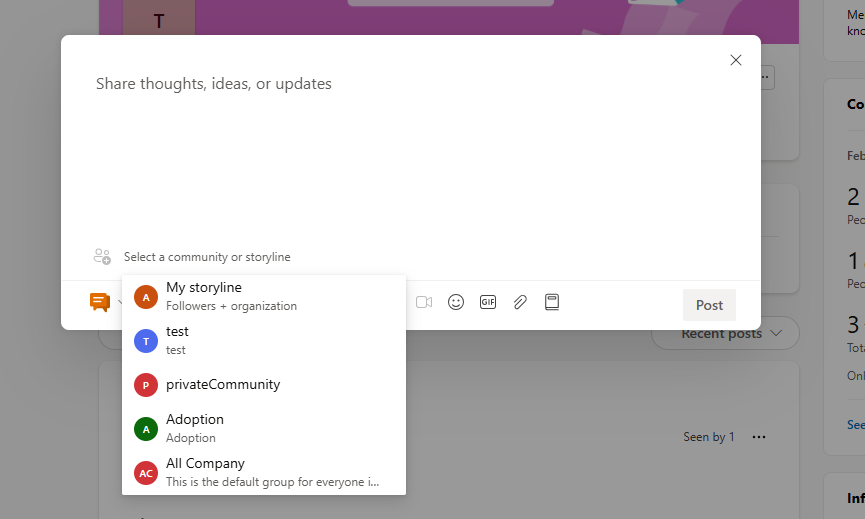 T
Me
kno
Share thoughts, ideas, or updates
Co
Feb
2
Peo
Select a community or storyline
1
Peo
A
My storyline
Followers + organization
GIF
Post
T
test
test
Recent posts
3
Tota
Onl
P
privateCommunity
A
Adoption
Adoption
Seen by 1
See
AC
All Company
This is the default group for everyone i...
Inf